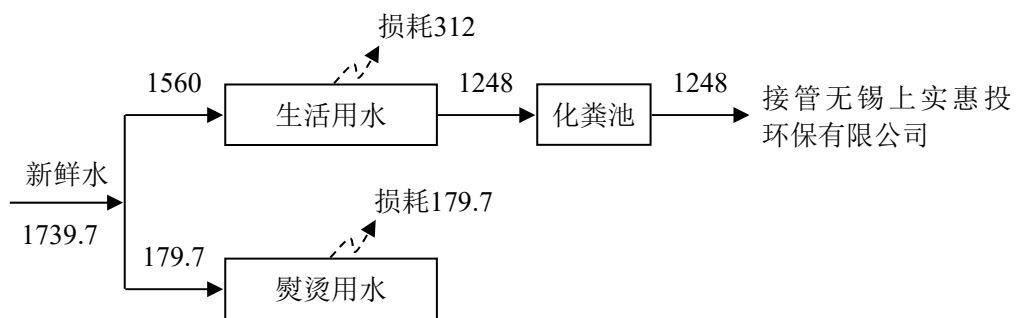 损耗312
1560
生活用水
1248
化粪池
1248
接管无锡上实惠投
环保有限公司
新鲜水
1739.7
损耗179.7
179.7
熨烫用水